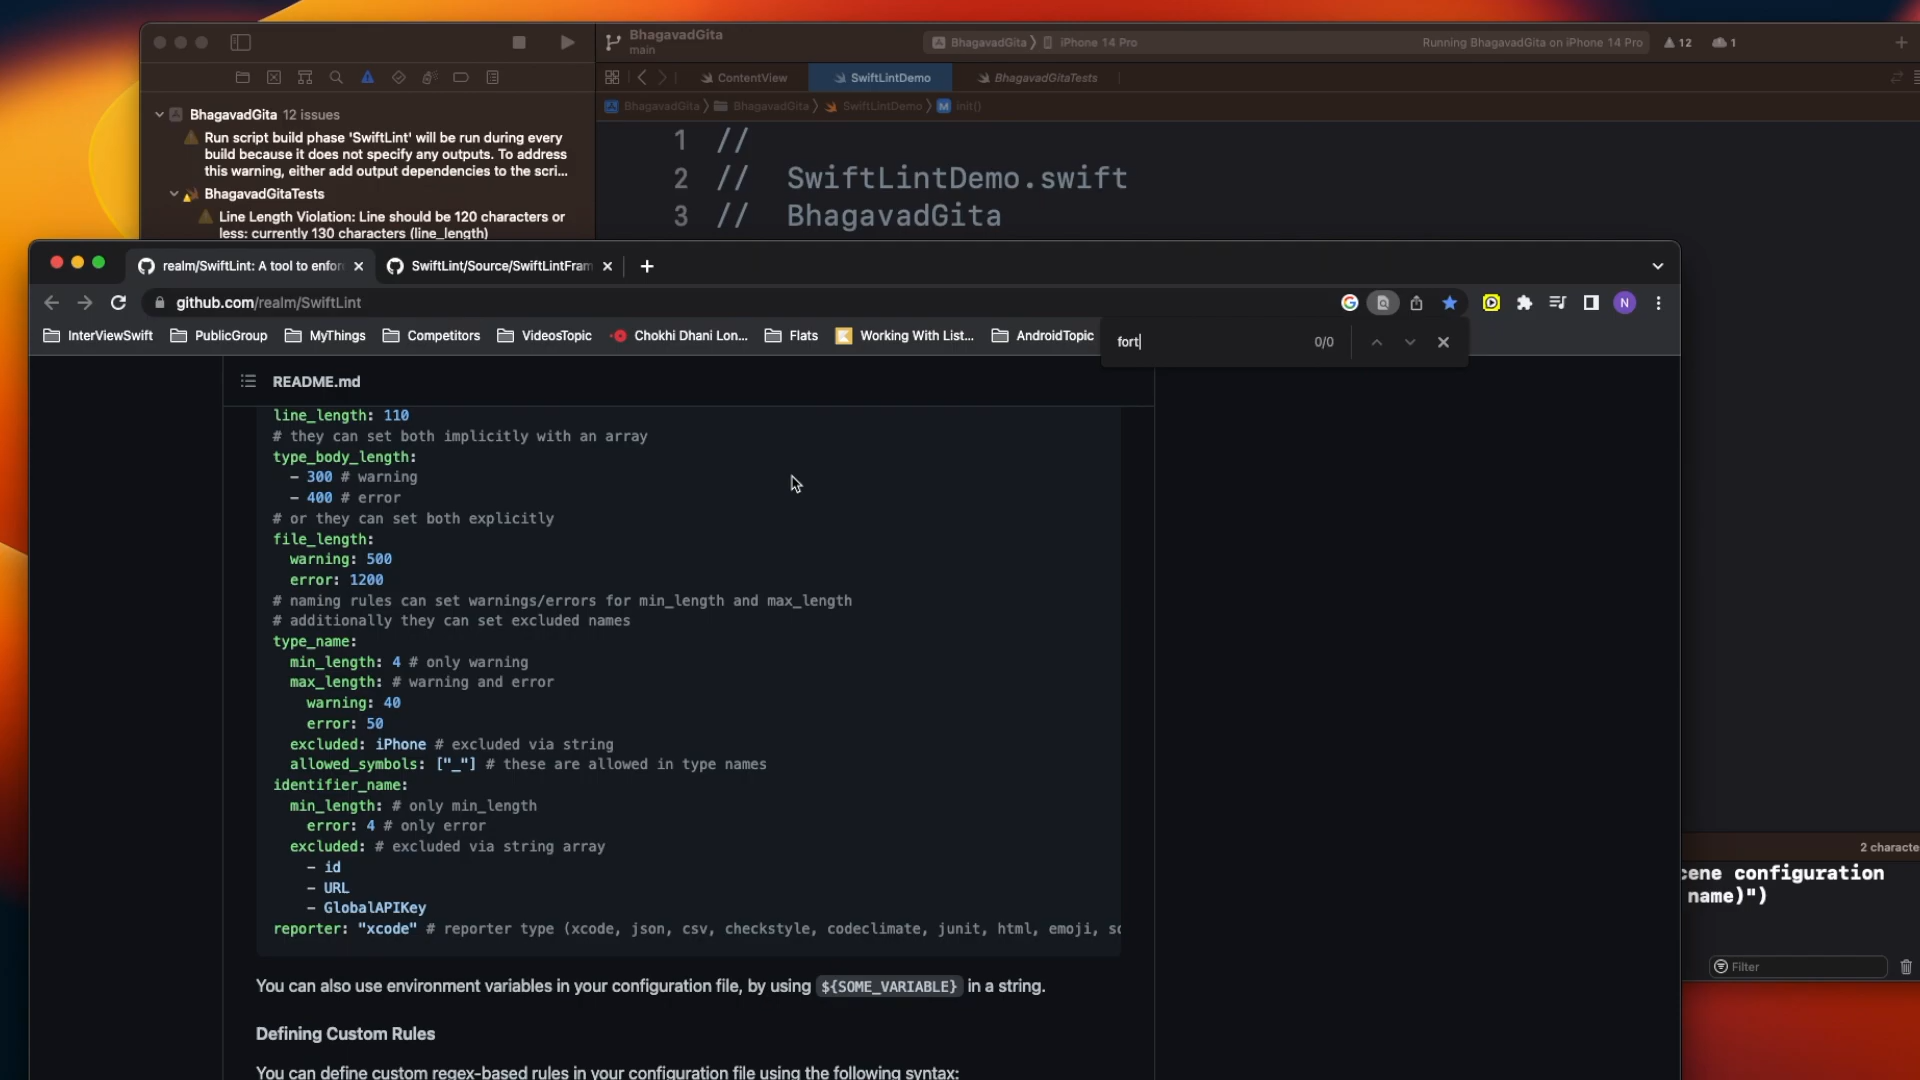 BhagavadGita
main
BhagavadGita
iPhone 14 Pro
Running BhagavadGita on iPhone 14 Pro
12
1
ContentView
SwiftLintDemo
BhagavadGitaTests
BhagavadGita
BhagavadGita
SwiftLintDemo
M init()
BhagavadGita 12 issues
Run script build phase 'SwiftLint' will be run during every
build because it does not specify any outputs. To address
this warning, either add output dependencies to the scri...
BhagavadGitaTests
Line Length Violation: Line should be 120 characters or
less: currently 130 characters (line_length)
1 //
2 // SwiftLintDemo.swift
3 // BhagavadGita
realm/SwiftLint: A tool to enfor
SwiftLint/Source/SwiftLintFram
github.com/realm/SwiftLint
N
InterViewSwift
PublicGroup
MyThings
Competitors
VideosTopic
Chokhi Dhani Lon...
Flats
Working With List...
AndroidTopic
fort
0/0
README.md
line_length: 110
# they can set both implicitly with an array
type_body_length:
- 300 # warning
- 400 # error
# or they can set both explicitly
file_length:
warning: 500
error: 1200
# naming rules can set warnings/errors for min_length and max_length
# additionally they can set excluded names
type_name:
min_length: 4 # only warning
max_length: # warning and error
warning: 40
error: 50
excluded: iPhone # excluded via string
allowed_symbols: ["_"] # these are allowed in type names
identifier_name:
min_length: # only min_length
error: 4 # only error
excluded: # excluded via string array
- id
- URL
- GlobalAPIKey
reporter: "xcode" # reporter type (xcode, json, csv, checkstyle, codeclimate, junit, html, emoji, so
You can also use environment variables in your configuration file, by using ${SOME_VARIABLE} in a string.
Defining Custom Rules
You can define custom regex-based rules in your configuration file using the following syntax:
2 characte
cene configuration
name)")
Filter